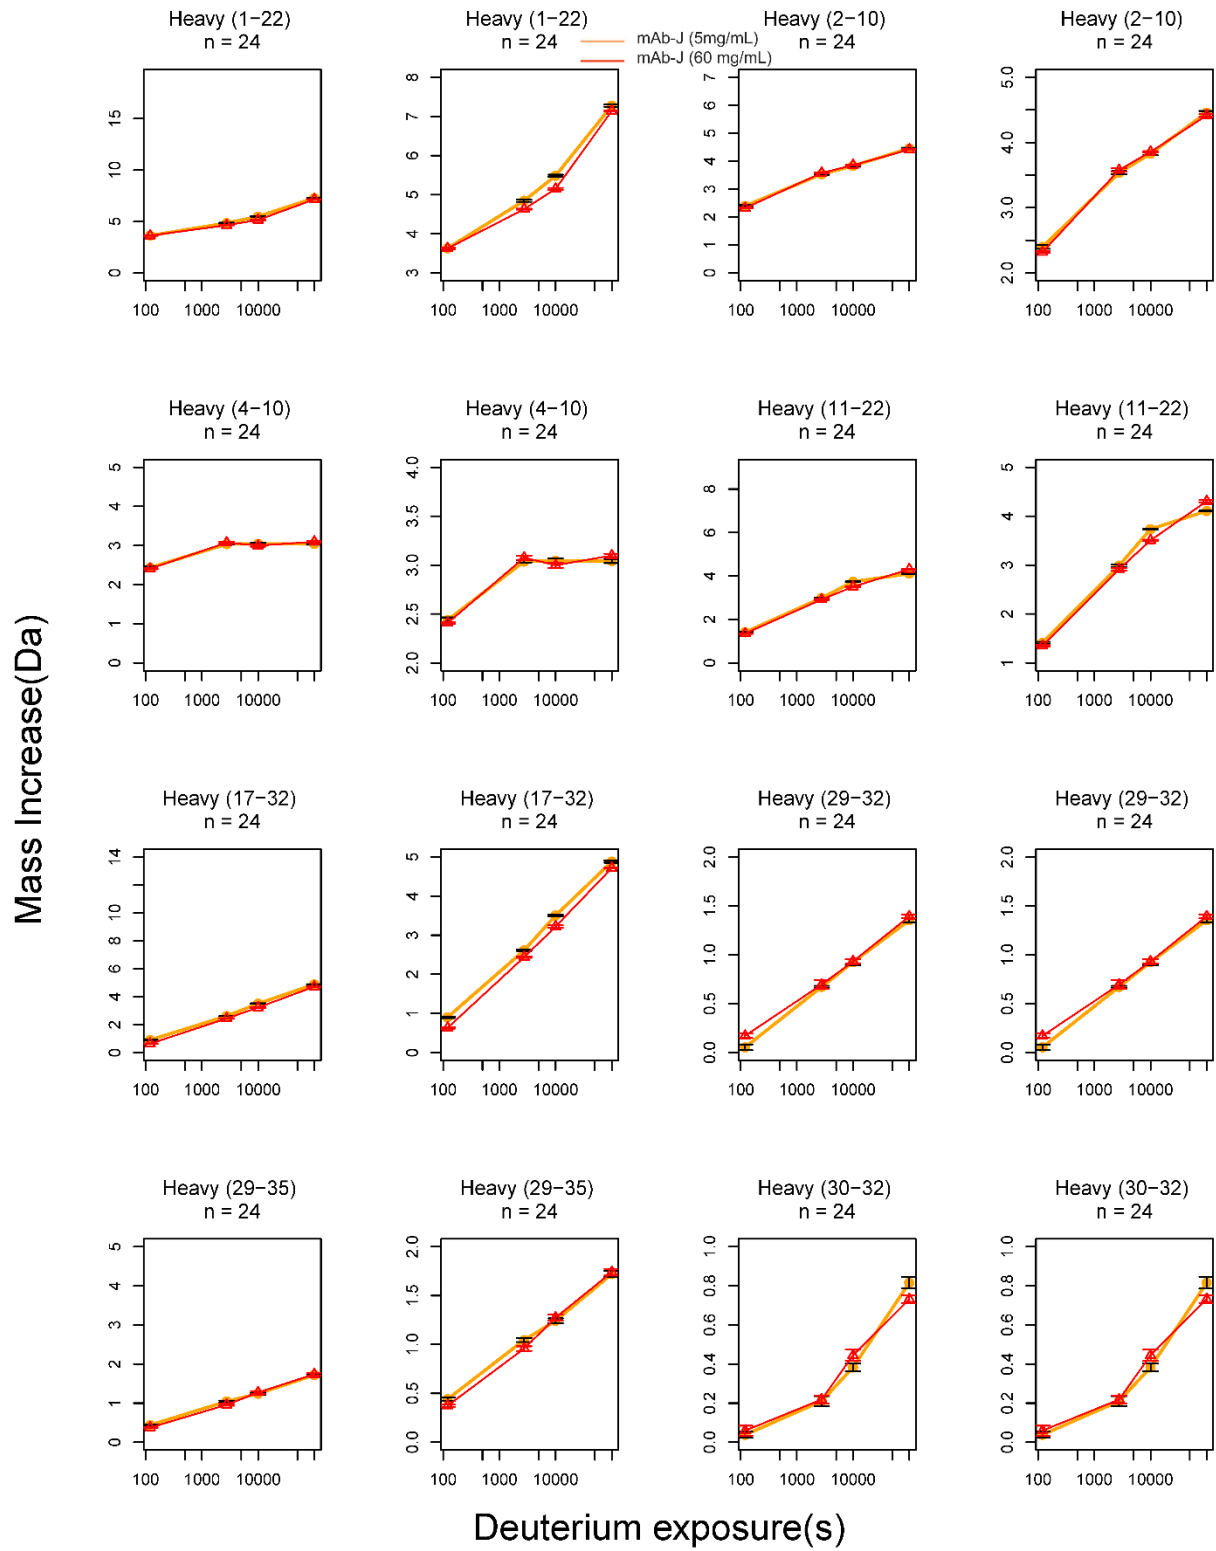 Heavy (1−22)
n = 24
Heavy (1−22)
n = 24
Heavy (2−10)
n = 24
Heavy (2−10)
n = 24
mAb-J (5mg/mL)
mAb-J (60 mg/mL)
0 5 10 15
100 1000 10000
3 4 5 6 7 8
100 1000 10000
0 1 2 3 4 5 6 7
100 1000 10000
2.0 3.0 4.0 5.0
100 1000 10000
Heavy (4−10)
n = 24
Heavy (4−10)
n = 24
Heavy (11−22)
n = 24
Heavy (11−22)
n = 24
0 1 2 3 4 5
100 1000 10000
2.0 2.5 3.0 3.5 4.0
100 1000 10000
0 2 4 6 8
100 1000 10000
1 2 3 4 5
100 1000 10000
Mass Increase(Da)
Heavy (17−32)
n = 24
Heavy (17−32)
n = 24
Heavy (29−32)
n = 24
Heavy (29−32)
n = 24
0 2 4 6 8 10 14
100 1000 10000
0 1 2 3 4 5
100 1000 10000
0.0 0.5 1.0 1.5 2.0
100 1000 10000
0.0 0.5 1.0 1.5 2.0
100 1000 10000
Heavy (29−35)
n = 24
Heavy (29−35)
n = 24
Heavy (30−32)
n = 24
Heavy (30−32)
n = 24
0 1 2 3 4 5
100 1000 10000
0.0 0.5 1.0 1.5 2.0
100 1000 10000
0.0 0.2 0.4 0.6 0.8 1.0
100 1000 10000
0.0 0.2 0.4 0.6 0.8 1.0
100 1000 10000
Deuterium exposure(s)